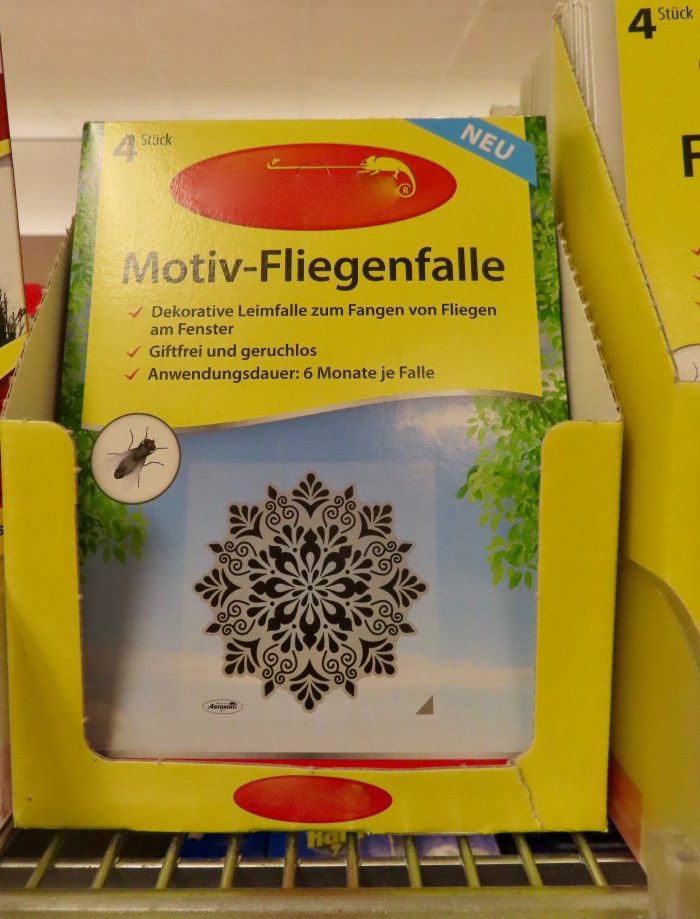 4 Stück
NEU
®
Motiv-Fliegenfalle
Dekorative Leimfalle zum Fangen von Fliegen
am Fenster
Giftfrei und geruchlos
Anwendungsdauer: 6 Monate je Falle
Aeroxon
4 Stück
F